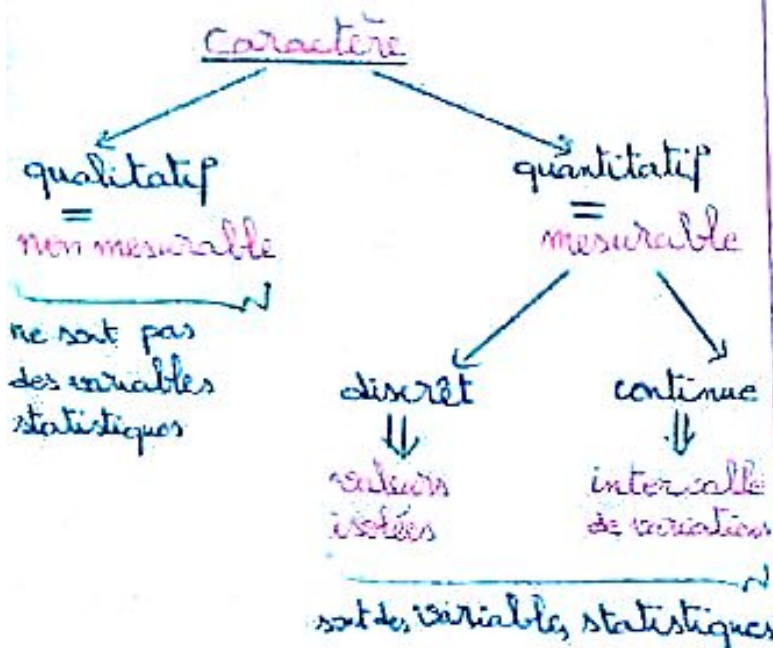 Caractère
qualitatif
=
non mesurable
ne sont pas
des variables
statistiques
quantitatif
=
mesurable
discrèt
⇓
valeurs
isolées
continue
⇓
intervalle
de variations
sont des variables statistiques